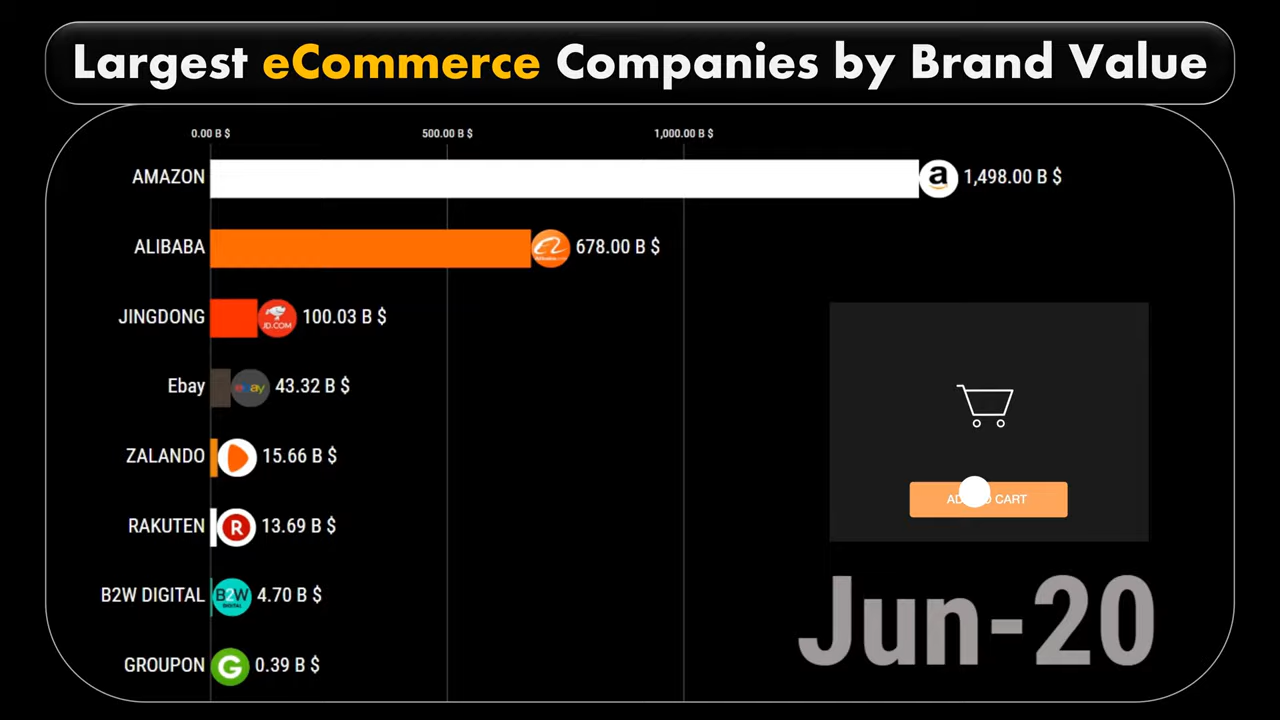 Largest eCommerce Companies by Brand Value
0.00 B $ 500.00 B $ 1,000.00 B $
AMAZON a 1,498.00 B $
ALIBABA 678.00 B $
JINGDONG JD.COM 100.03 B $
Ebay ebay 43.32 B $
ZALANDO 15.66 B $
RAKUTEN R 13.69 B $
B2W DIGITAL B2W DIGITAL 4.70 B $
GROUPON G 0.39 B $
CART
Jun-20